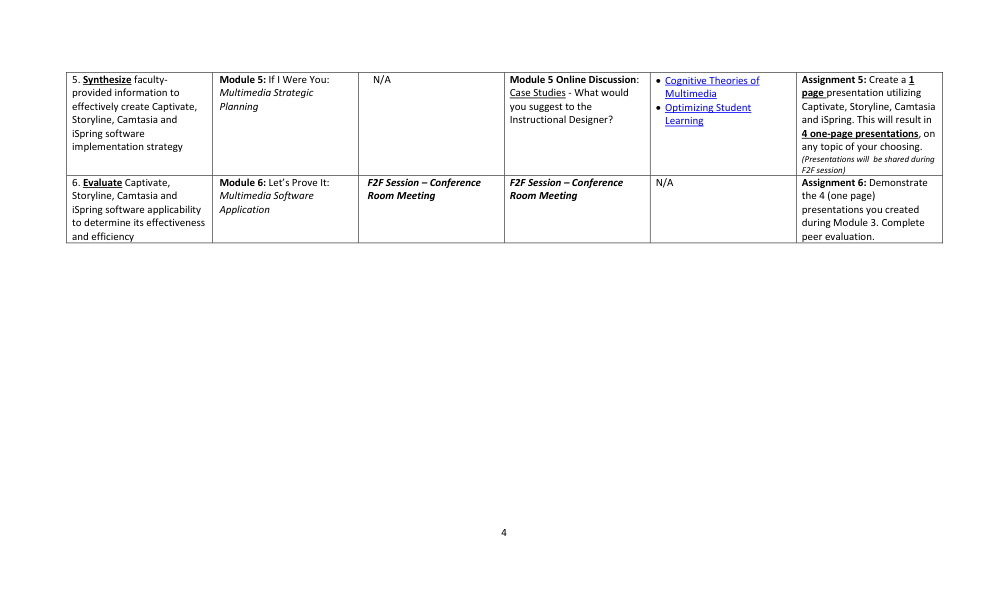 5. Synthesize faculty-
provided information to
effectively create Captivate,
Storyline, Camtasia and
iSpring software
implementation strategy
Module 5: If I Were You:
Multimedia Strategic
Planning
N/A
Module 5 Online Discussion:
Case Studies - What would
you suggest to the
Instructional Designer?
• Cognitive Theories of
Multimedia
• Optimizing Student
Learning
Assignment 5: Create a 1
page presentation utilizing
Captivate, Storyline, Camtasia
and iSpring. This will result in
4 one-page presentations, on
any topic of your choosing.
(Presentations will be shared during
F2F session)
6. Evaluate Captivate,
Storyline, Camtasia and
iSpring software applicability
to determine its effectiveness
and efficiency
Module 6: Let’s Prove It:
Multimedia Software
Application
F2F Session – Conference
Room Meeting
F2F Session – Conference
Room Meeting
N/A
Assignment 6: Demonstrate
the 4 (one page)
presentations you created
during Module 3. Complete
peer evaluation.
4